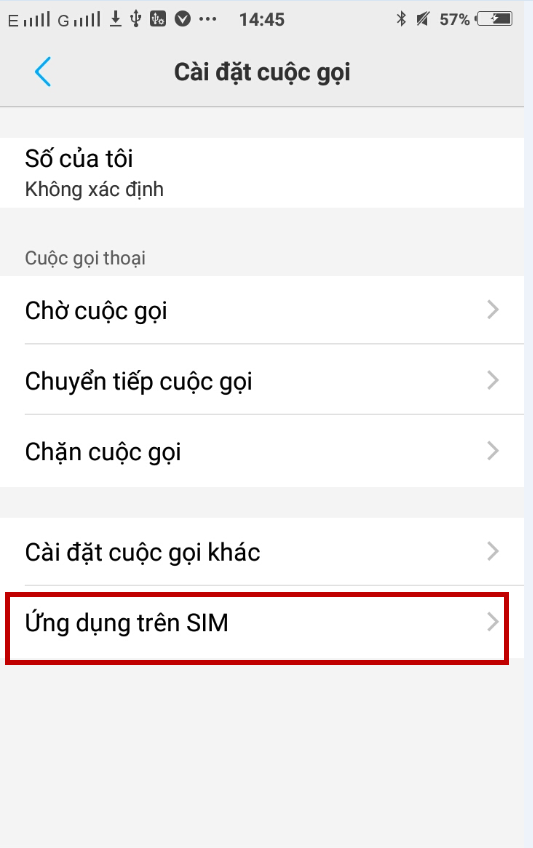 E G 14:45 57%
Cài đặt cuộc gọi
Số của tôi
Không xác định
Cuộc gọi thoại
Chờ cuộc gọi
Chuyển tiếp cuộc gọi
Chặn cuộc gọi
Cài đặt cuộc gọi khác
Ứng dụng trên SIM